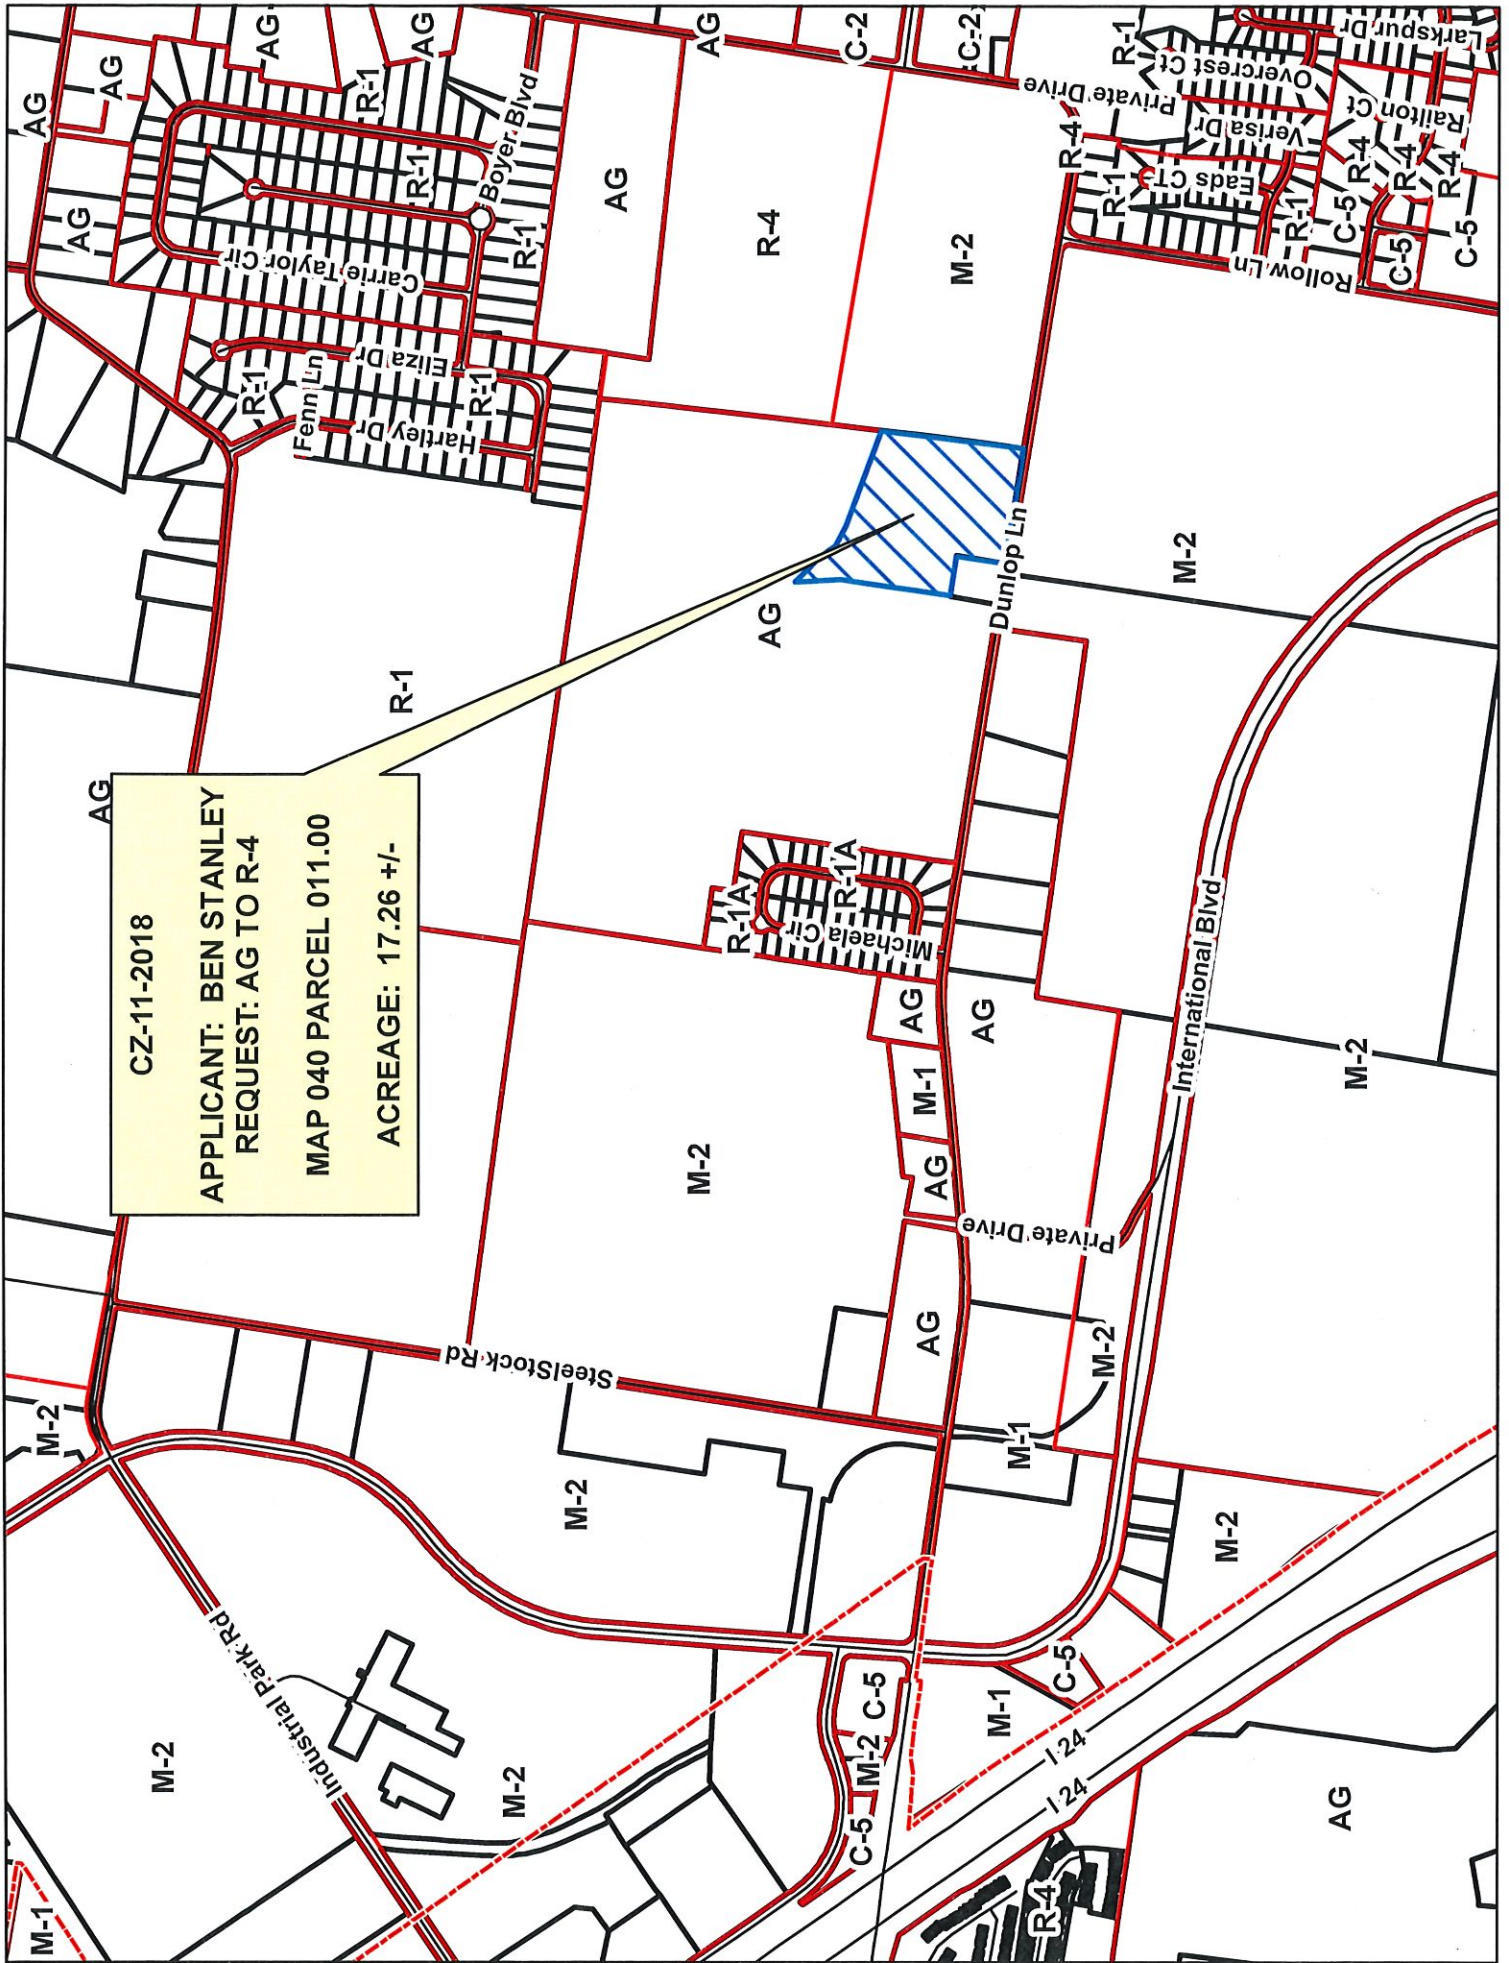 CZ-11-2018
APPLICANT: BEN STANLEY
REQUEST: AG TO R-4
MAP 040 PARCEL 011.00
ACREAGE: 17.26 +/-
M-1
M-2
M-2
AG
AG
AG
AG
AG
Industrial Park Rd
M-2
M-2
SteelStock Rd
M-2
R-1
R-1
Fenn Ln
Hartley Dr
R-1
Eliza Dr
Carrie Taylor Cir
R-1
R-1
R-1
Boyer Blvd
AG
AG
AG
R-4
M-2
C-2
C-2
Private Drive
R-1A
R-1A
Michaela Cir
AG
AG
Dunlop Ln
AG
M-1
AG
AG
Private Drive
M-2
M-1
M-2
International Blvd
M-2
M-2
C-5
M-2
C-5
C-5
M-1
I 24
I 24
R-4
AG
R-4
R-1
R-1
Overcrest Ct
Larkspur Dr
Verisa Dr
Railton Ct
Eads CT
R-1
R-4
R-4
R-4
C-5
C-5
C-5
Rollow Ln